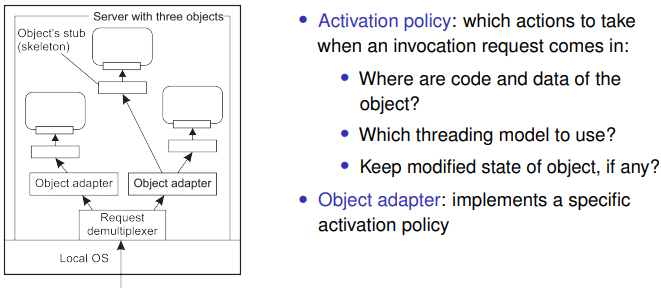 Server with three objects
Object's stub
(skeleton)
Object adapter
Object adapter
Request
demultiplexer
Local OS
• Activation policy: which actions to take
when an invocation request comes in:
• Where are code and data of the
object?
• Which threading model to use?
• Keep modified state of object, if any?
• Object adapter: implements a specific
activation policy